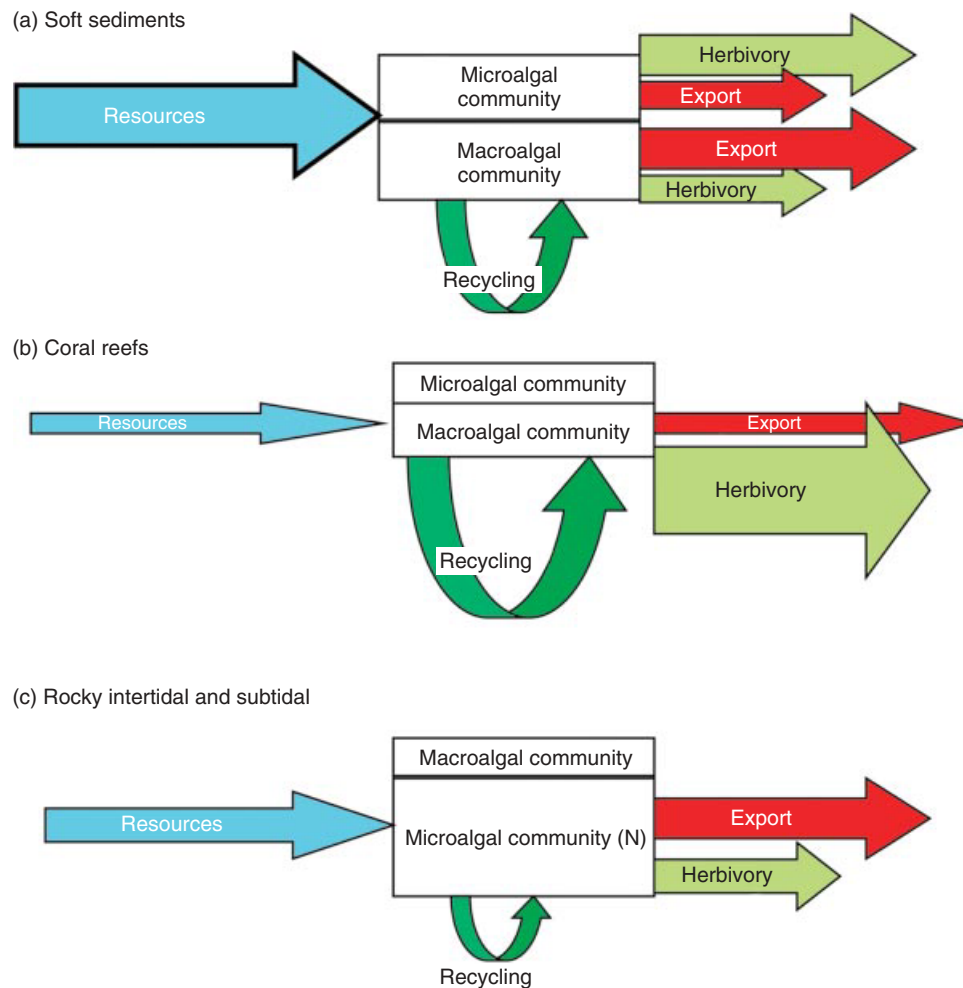 (a) Soft sediments
Resources
Microalgal
community
Macroalgal
community
Herbivory
Export
Export
Herbivory
Recycling
(b) Coral reefs
Resources
Microalgal community
Macroalgal community
Export
Herbivory
Recycling
(c) Rocky intertidal and subtidal
Resources
Macroalgal community
Microalgal community (N)
Export
Herbivory
Recycling